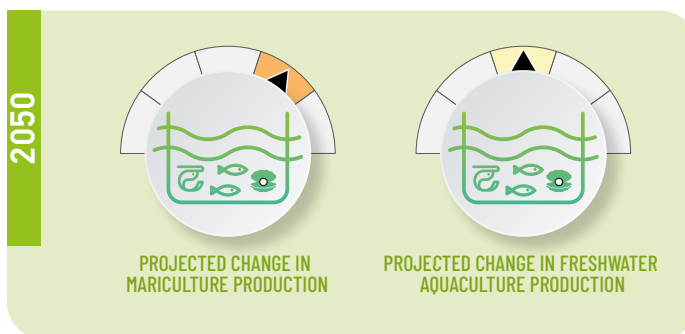 2050
PROJECTED CHANGE IN
MARICULTURE PRODUCTION
PROJECTED CHANGE IN FRESHWATER
AQUACULTURE PRODUCTION